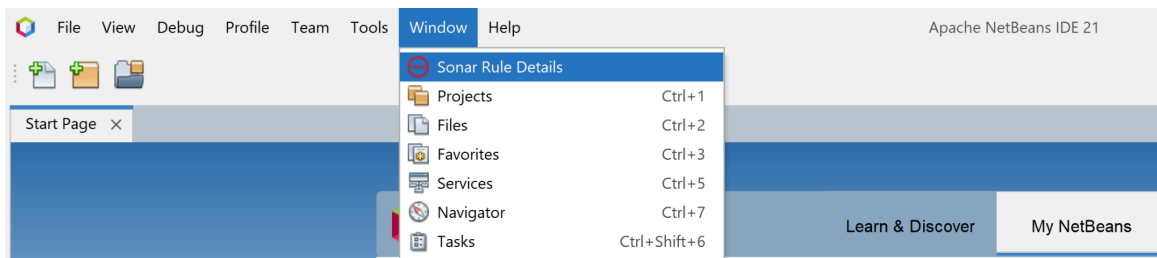 File View Debug Profile Team Tools Window Help Apache NetBeans IDE 21
Sonar Rule Details
Projects Ctrl+1
Start Page Files Ctrl+2
Favorites Ctrl+3
Services Ctrl+5
Navigator Ctrl+7
Learn & Discover My NetBeans
Tasks Ctrl+Shift+6